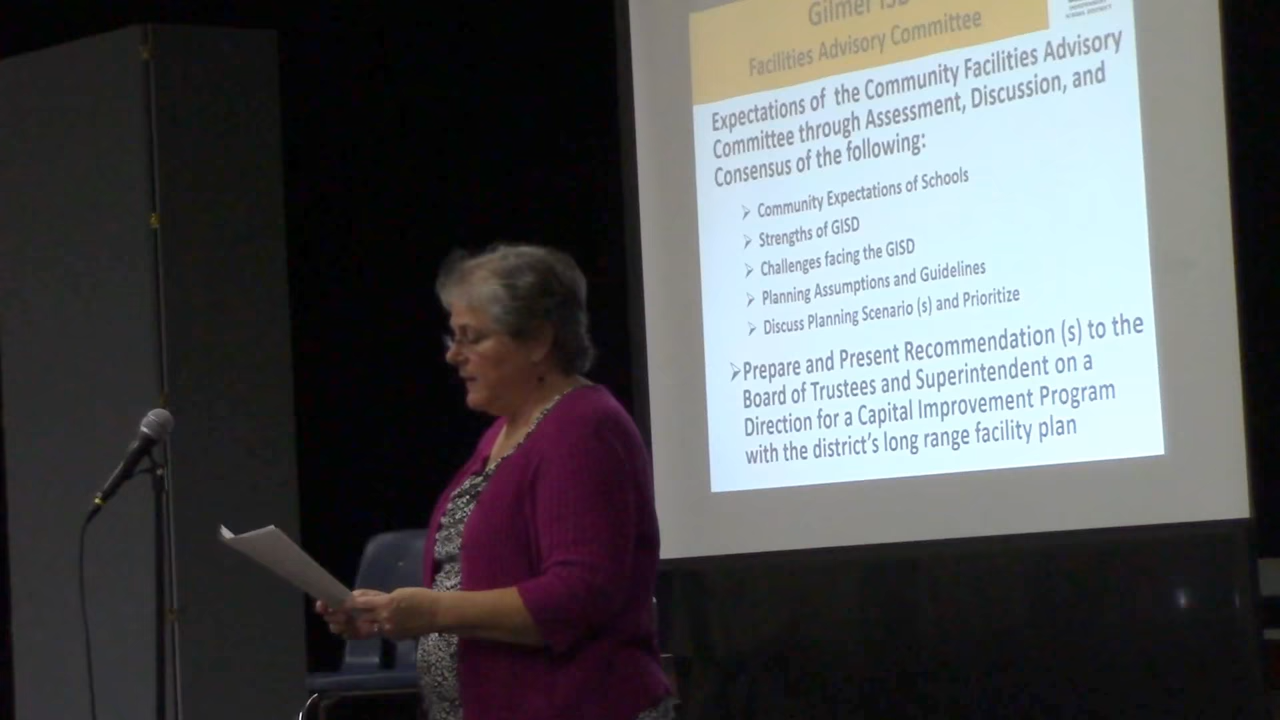 Gilmer ISD
Facilities Advisory Committee
SCHOOL DISTRICT
Expectations of the Community Facilities Advisory
Committee through Assessment, Discussion, and
Consensus of the following:
Community Expectations of Schools
Strengths of GISD
Challenges facing the GISD
Planning Assumptions and Guidelines
Discuss Planning Scenario (s) and Prioritize
Prepare and Present Recommendation (s) to the
Board of Trustees and Superintendent on a
Direction for a Capital Improvement Program
with the district's long range facility plan